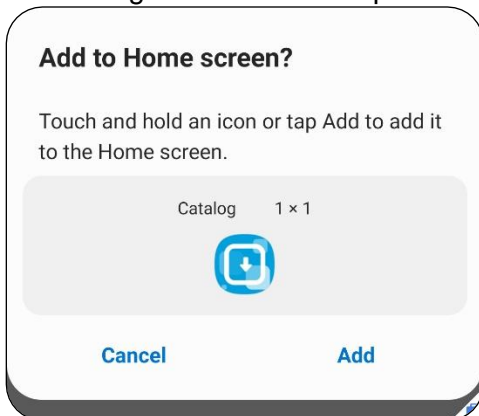 Add to Home screen?
Touch and hold an icon or tap Add to add it
to the Home screen.
Catalog 1 × 1
Cancel Add